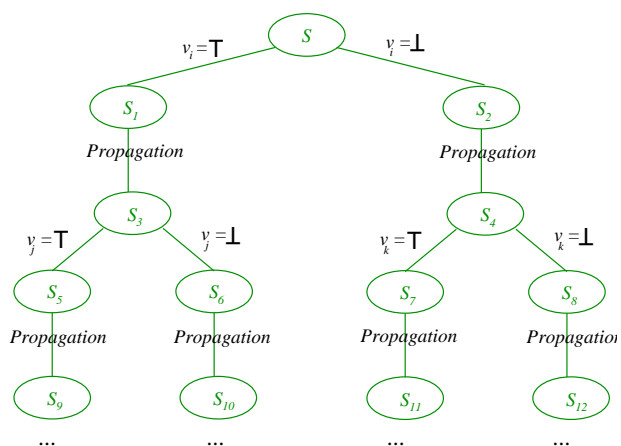 S
v_i = ⊤ v_i = ⊥
S_1 S_2
Propagation Propagation
S_3 S_4
v_j = ⊤ v_j = ⊥ v_k = ⊤ v_k = ⊥
S_5 S_6 S_7 S_8
Propagation Propagation Propagation Propagation
S_9 S_10 S_11 S_12
... ... ... ...